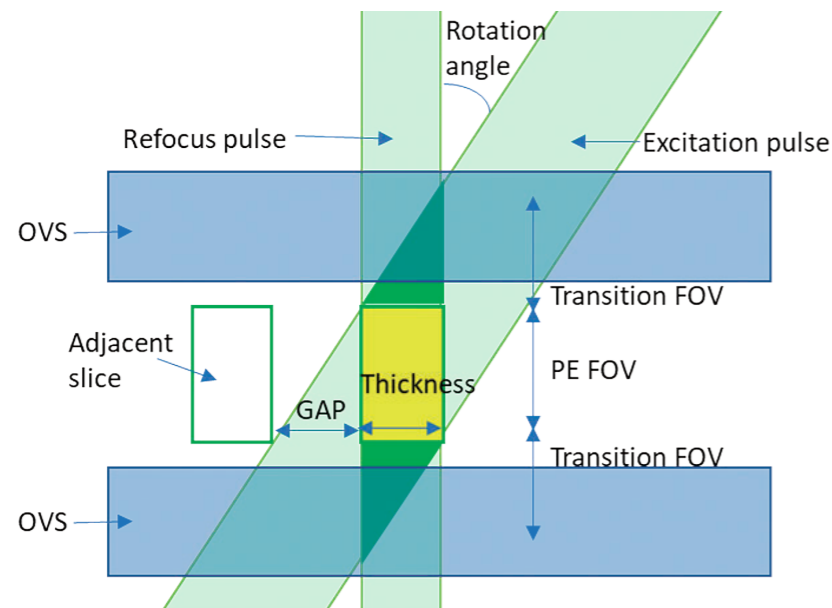 Rotation
angle
Refocus pulse
Excitation pulse
OVS
Transition FOV
Adjacent
slice
PE FOV
Thickness
GAP
Transition FOV
OVS